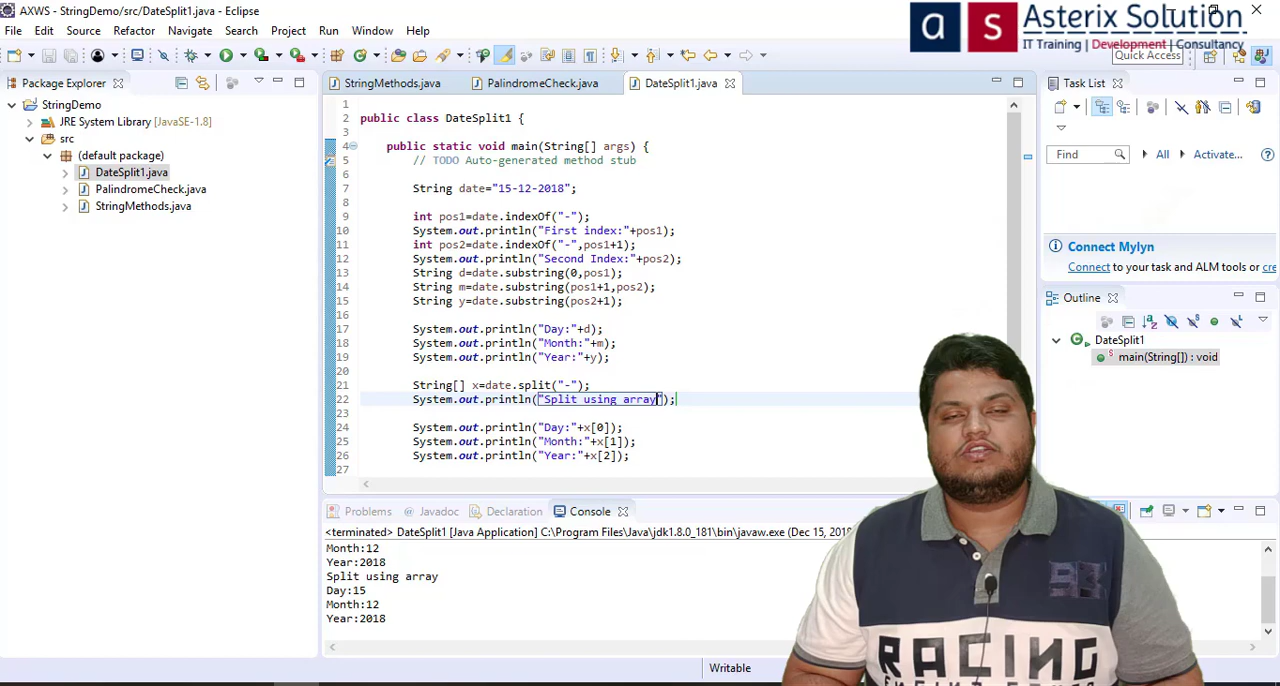 AXWS - StringDemo/src/DateSplit1.java - Eclipse
a s Asterix Solution
IT Training | Development | Consultancy
File Edit Source Refactor Navigate Search Project Run Window Help
Quick Access
Package Explorer
StringMethods.java PalindromeCheck.java DateSplit1.java
Task List
StringDemo
JRE System Library [JavaSE-1.8]
src
(default package)
DateSplit1.java
PalindromeCheck.java
StringMethods.java
1
2 public class DateSplit1 {
3
4 public static void main(String[] args) {
5 // TODO Auto-generated method stub
6
7 String date="15-12-2018";
8
9 int pos1=date.indexOf("-");
10 System.out.println("First index:"+pos1);
11 int pos2=date.indexOf("-",pos1+1);
12 System.out.println("Second Index:"+pos2);
13 String d=date.substring(0,pos1);
14 String m=date.substring(pos1+1,pos2);
15 String y=date.substring(pos2+1);
16
17 System.out.println("Day:"+d);
18 System.out.println("Month:"+m);
19 System.out.println("Year:"+y);
20
21 String[] x=date.split("-");
22 System.out.println("Split using array");
23
24 System.out.println("Day:"+x[0]);
25 System.out.println("Month:"+x[1]);
26 System.out.println("Year:"+x[2]);
27
Find All Activate...
Connect Mylyn
Connect to your task and ALM tools or cre
Outline
DateSplit1
main(String[]) : void
Problems @ Javadoc Declaration Console
<terminated> DateSplit1 [Java Application] C:\Program Files\Java\jdk1.8.0_181\bin\javaw.exe (Dec 15, 2018
Month:12
Year:2018
Split using array
Day:15
Month:12
Year:2018
Writable
RACING